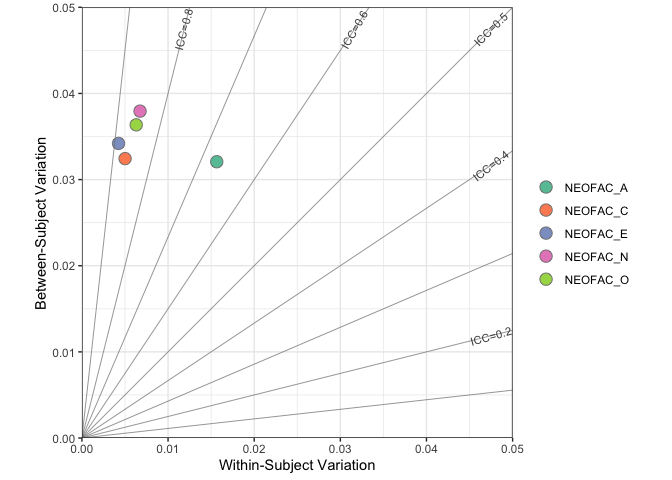 0.05
0.04
0.03
0.02
0.01
0.00
Between-Subject Variation
ICC=0.8
ICC=0.6
ICC=0.5
ICC=0.4
ICC=0.2
0.00 0.01 0.02 0.03 0.04 0.05
Within-Subject Variation
NEOFAC_A
NEOFAC_C
NEOFAC_E
NEOFAC_N
NEOFAC_O